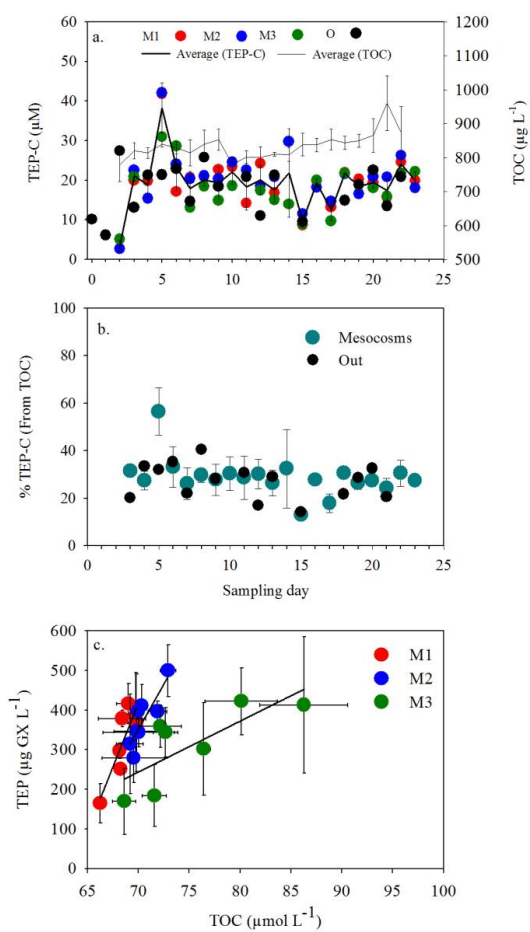 a.
M1 M2 M3 O
Average (TEP-C) Average (TOC)
60
50
40
30
20
10
0
TEP-C (µM)
1200
1100
1000
900
800
700
600
500
TOC (µg L-1)
0 5 10 15 20 25
b.
Mesocosms
Out
100
80
60
40
20
0
% TEP-C (From TOC)
0 5 10 15 20 25
Sampling day
c.
M1
M2
M3
600
500
400
300
200
100
0
TEP (µg GX L-1)
65 70 75 80 85 90 95 100
TOC (µmol L-1)